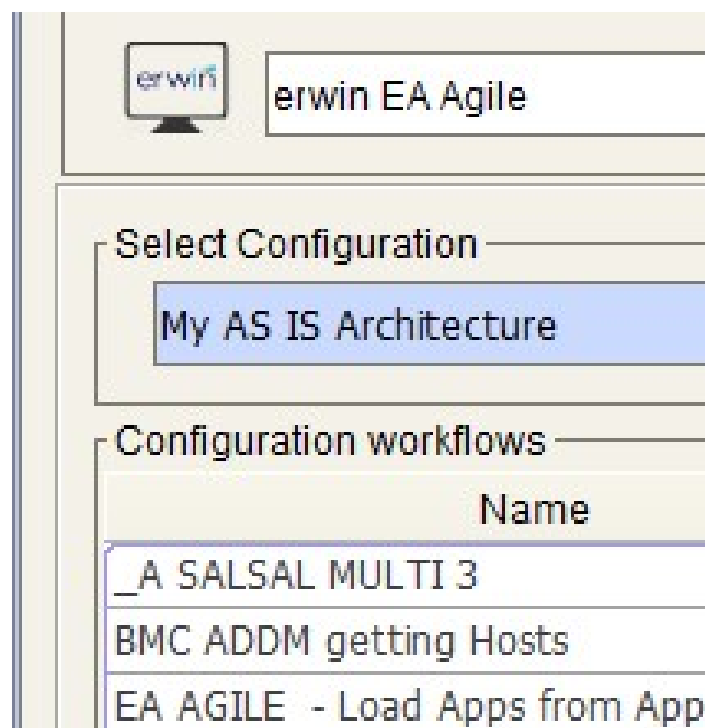 erwin
erwin EA Agile
Select Configuration
My AS IS Architecture
Configuration workflows
Name
_A SALSAL MULTI 3
BMC ADDM getting Hosts
EA AGILE  - Load Apps from App